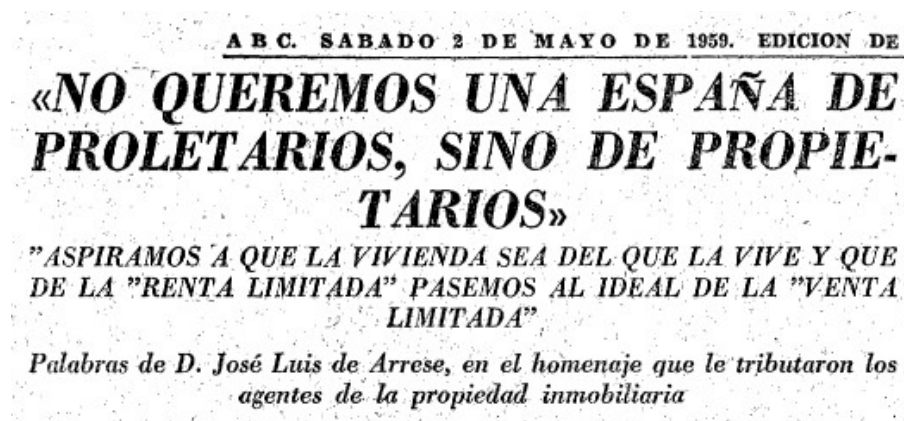 A B C. SABADO 2 DE MAYO DE 1959. EDICION DE
«NO QUEREMOS UNA ESPAÑA DE
PROLETARIOS, SINO DE PROPIE-
TARIOS»
"ASPIRAMOS A QUE LA VIVIENDA SEA DEL QUE LA VIVE Y QUE
DE LA "RENTA LIMITADA" PASEMOS AL IDEAL DE LA "VENTA
LIMITADA"
Palabras de D. José Luis de Arrese, en el homenaje que le tributaron los
agentes de la propiedad inmobiliaria